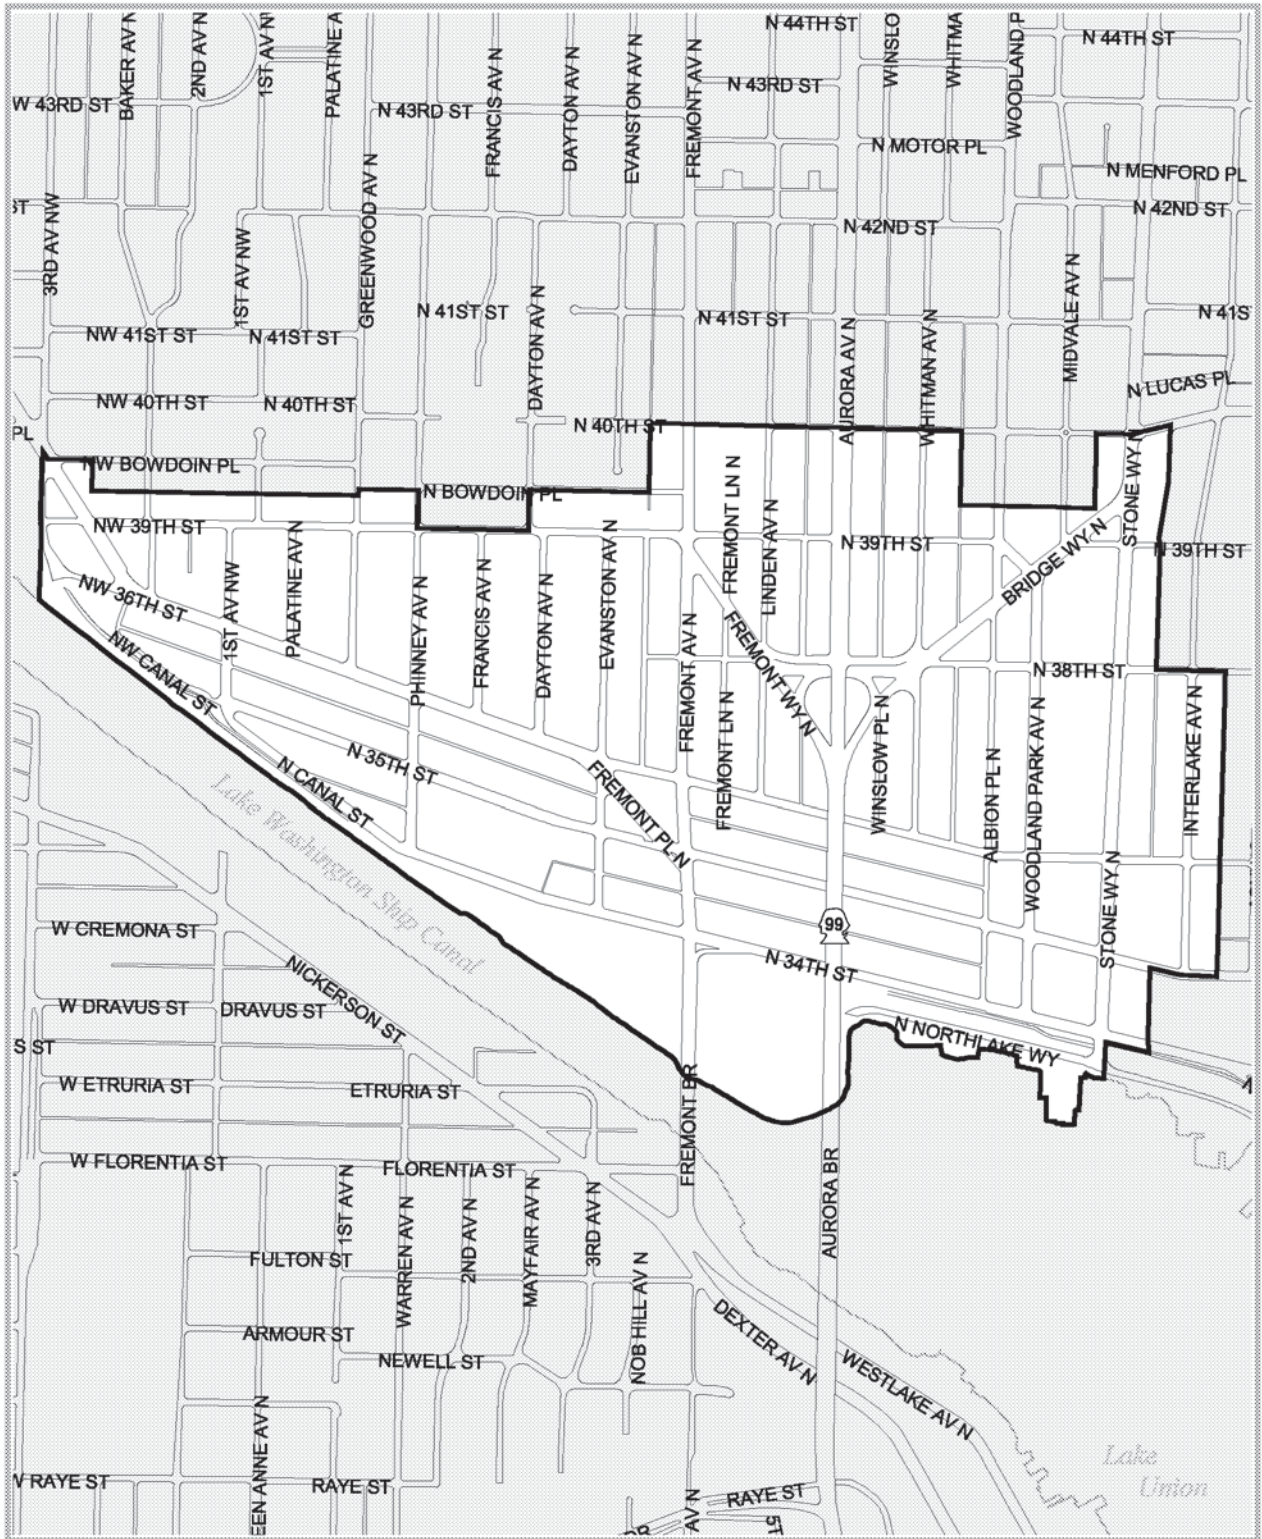 N 44TH ST
N 44TH ST
BAKER AV N
2ND AV N
1ST AV N
PALATINE A
WINSLO
WHITMA
WOODLAND P
W 43RD ST
N 43RD ST
N 43RD ST
FRANCIS AV N
DAYTON AV N
EVANSTON AV N
FREMONT AV N
N MOTOR PL
N MENFORD PL
N 42ND ST
N 42ND ST
ST
3RD AV NW
1ST AV NW
GREENWOOD AV N
N 41ST ST
N 41ST ST
N 41S
NW 41ST ST
N 41ST ST
DAYTON AV N
AURORA AV N
WHITMAN AV N
MIDVALE AV N
N LUCAS PL
NW 40TH ST
N 40TH ST
N 40TH ST
PL
NW BOWDOIN PL
N BOWDOIN PL
STONE WY N
NW 39TH ST
N 39TH ST
N 39TH ST
FREMONT LN N
LINDEN AV N
BRIDGE WY N
NW 36TH ST
1ST AV NW
PALATINE AV N
PHINNEY AV N
FRANCIS AV N
DAYTON AV N
EVANSTON AV N
FREMONT AV N
FREMONT WY N
N 38TH ST
NW CANAL ST
N 35TH ST
N CANAL ST
FREMONT PL N
FREMONT LN N
WINSLOW PL N
ALBION PL N
WOODLAND PARK AV N
INTERLAKE AV N
STONE WY N
Lake Washington Ship Canal
99
N 34TH ST
N NORTHLAKE WY
W CREMONA ST
NICKERSON ST
W DRAVUS ST
DRAVUS ST
S ST
W ETRURIA ST
ETRURIA ST
FREMONT BR
AURORA BR
W FLORENTIA ST
FLORENTIA ST
1ST AV N
WARREN AV N
2ND AV N
MAYFAIR AV N
3RD AV N
NOB HILL AV N
FULTON ST
ARMOUR ST
NEWELL ST
DEXTER AV N
WESTLAKE AV N
EEN ANNE AV N
Lake
Union
W RAYE ST
RAYE ST
RAYE ST
AV N
5T